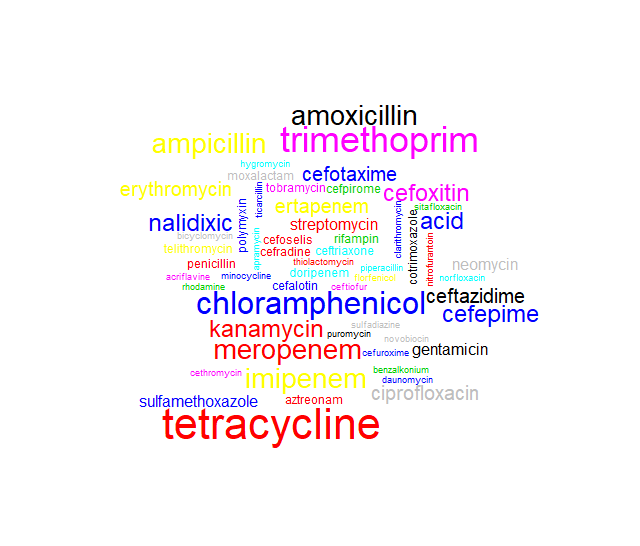 amoxicillin
ampicillin
trimethoprim
hygromycin
moxalactam
cefotaxime
erythromycin
ticarcillin
tobramycin
cefpirome
cefoxitin
polymyxin
ertapenem
clarithromycin
sitafloxacin
nalidixic
streptomycin
cotrimoxazole
acid
bicyclomycin
apramycin
cefoselis
rifampin
nitrofurantoin
telithromycin
cefradine
ceftriaxone
penicillin
thiolactomycin
neomycin
acriflavine
minocycline
doripenem
piperacillin
florfenicol
norfloxacin
rhodamine
cefalotin
ceftiofur
chloramphenicol
ceftazidime
cefepime
kanamycin
sulfadiazine
puromycin
novobiocin
meropenem
cefuroxime
gentamicin
cethromycin
imipenem
benzalkonium
daunomycin
sulfamethoxazole
aztreonam
ciprofloxacin
tetracycline